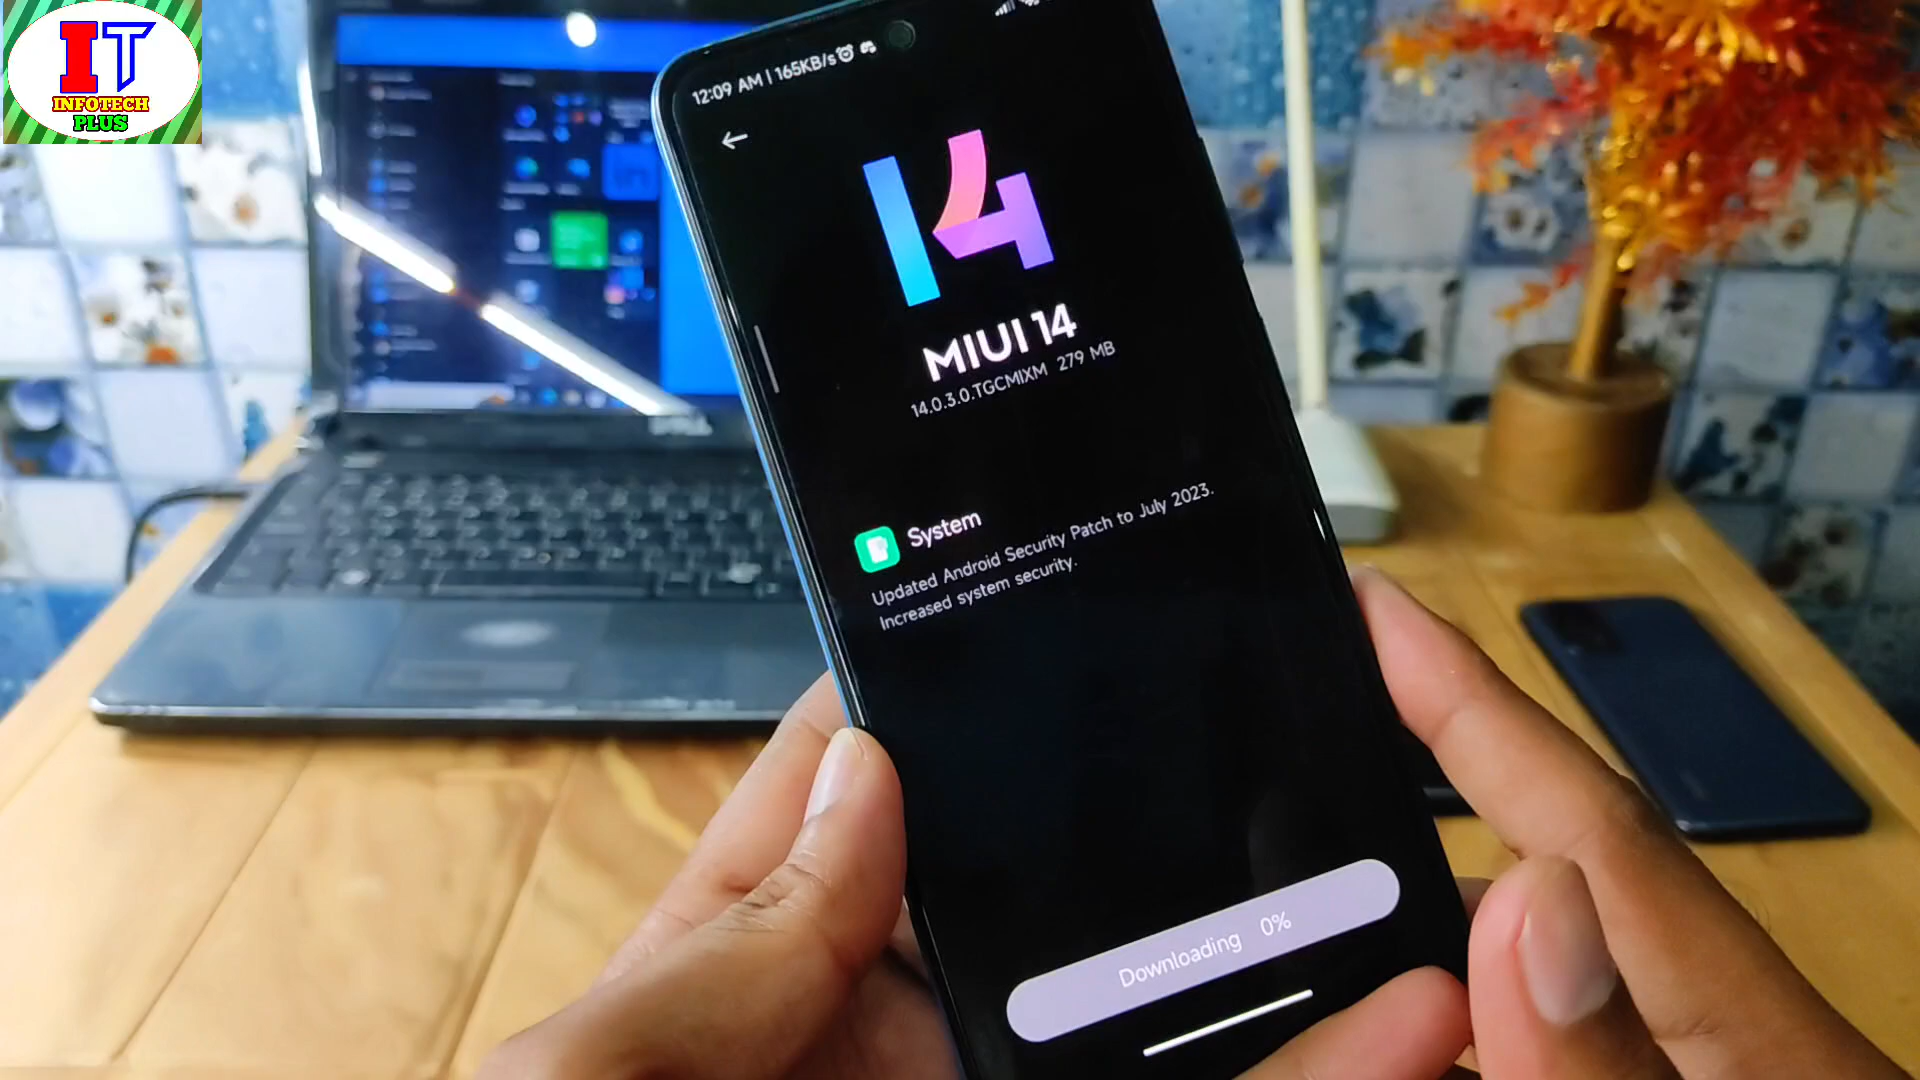 IT
INFOTECH
PLUS
12:09 AM | 165KB/s
14
MIUI 14
14.0.3.0.TGCMIXM 279 MB
System
Updated Android Security Patch to July 2023.
Increased system security.
Downloading 0%
DELL